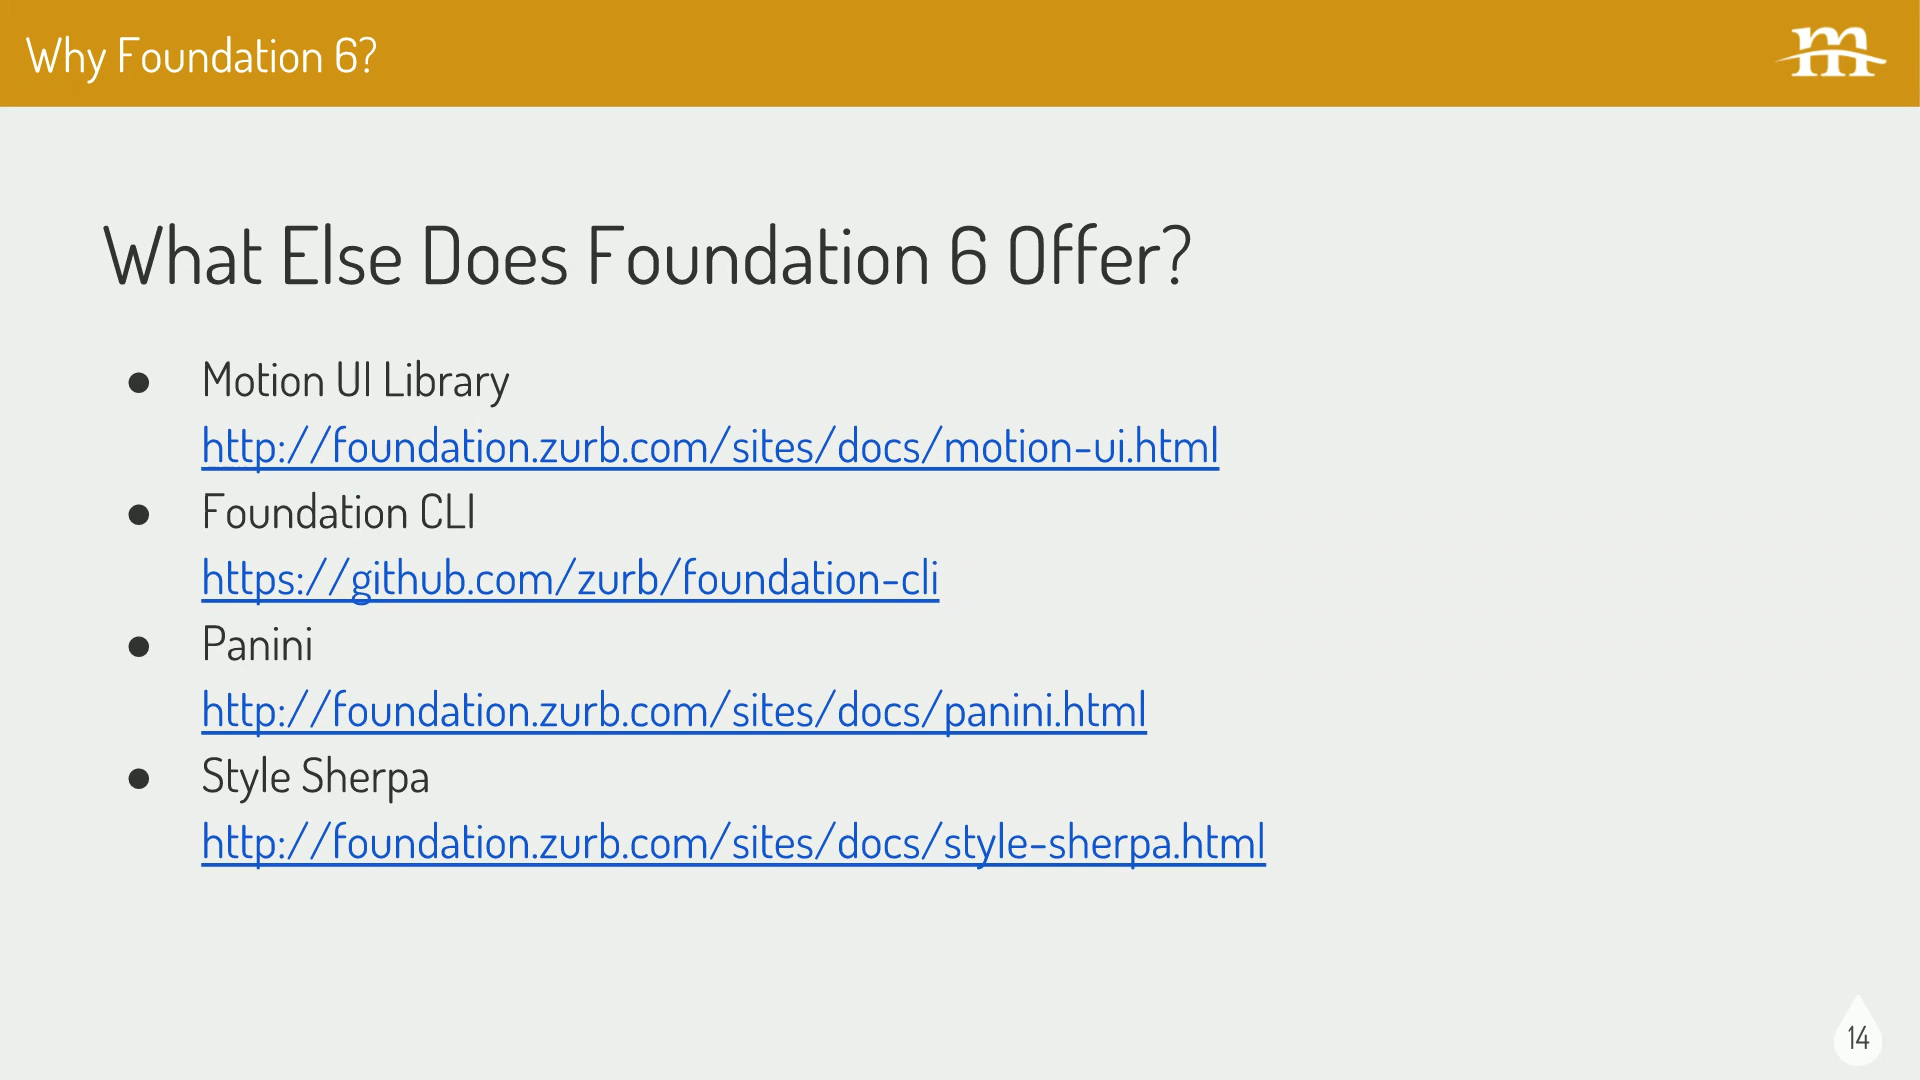 Why Foundation 6?
m
What Else Does Foundation 6 Offer?
● Motion UI Library
http://foundation.zurb.com/sites/docs/motion-ui.html
● Foundation CLI
https://github.com/zurb/foundation-cli
● Panini
http://foundation.zurb.com/sites/docs/panini.html
● Style Sherpa
http://foundation.zurb.com/sites/docs/style-sherpa.html
14